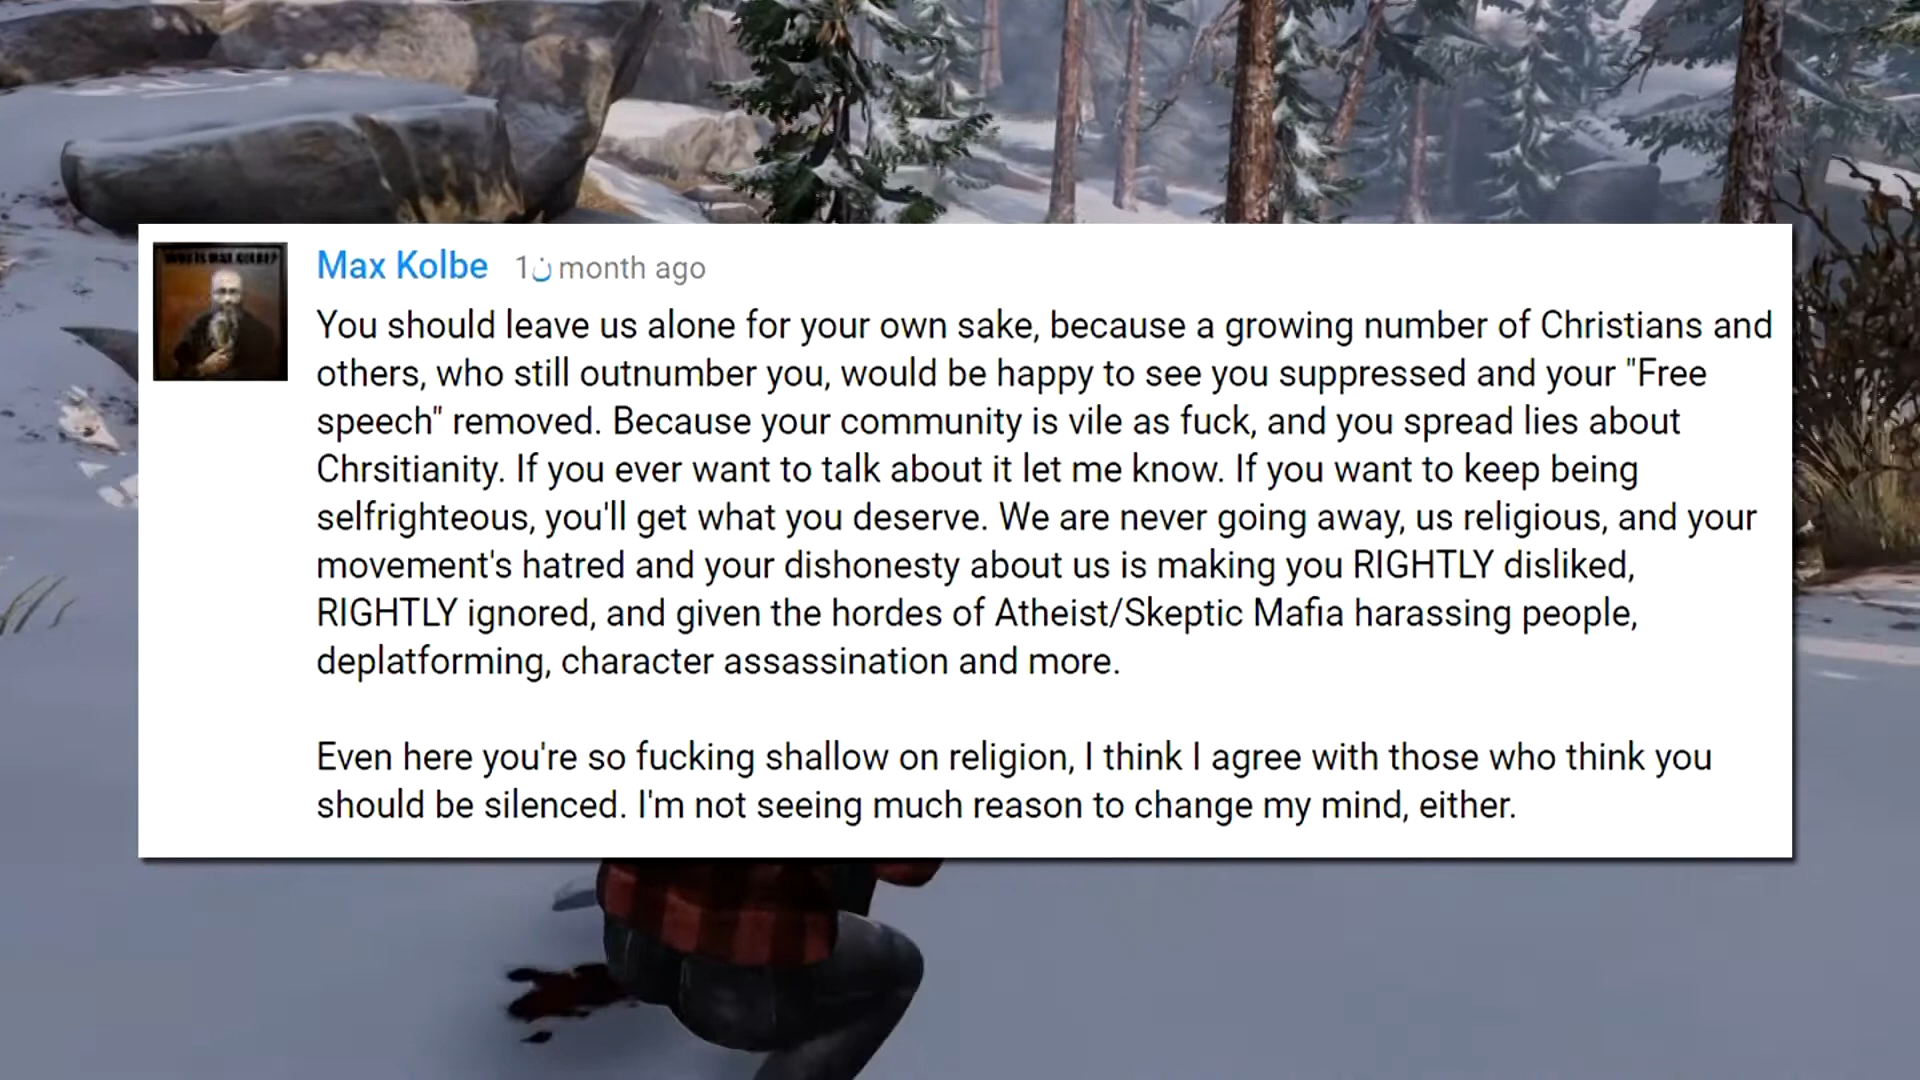 WHO IS MAX KOLBE?
Max Kolbe 1 month ago
You should leave us alone for your own sake, because a growing number of Christians and
others, who still outnumber you, would be happy to see you suppressed and your "Free
speech" removed. Because your community is vile as fuck, and you spread lies about
Chrsitianity. If you ever want to talk about it let me know. If you want to keep being
selfrighteous, you'll get what you deserve. We are never going away, us religious, and your
movement's hatred and your dishonesty about us is making you RIGHTLY disliked,
RIGHTLY ignored, and given the hordes of Atheist/Skeptic Mafia harassing people,
deplatforming, character assassination and more.
Even here you're so fucking shallow on religion, I think I agree with those who think you
should be silenced. I'm not seeing much reason to change my mind, either.